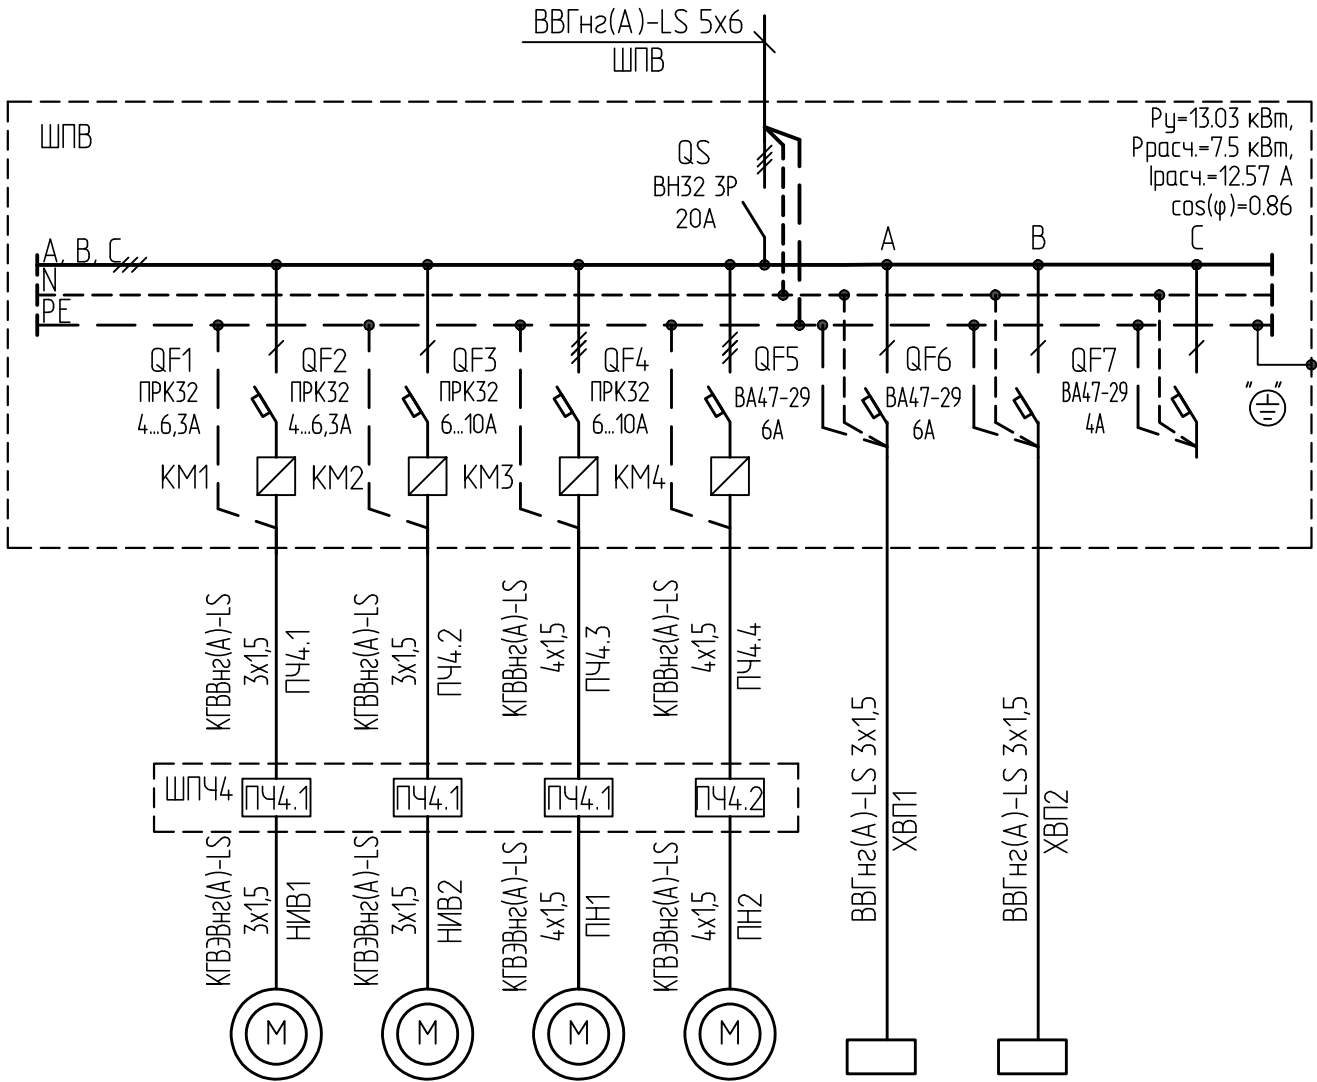 ВВГнг(А)-LS 5х6
ШПВ
ШПВ
Ру=13.03 кВт,
Ррасч.=7.5 кВт,
Iрасч.=12.57 А
cos(φ)=0.86
QS
ВН32 3Р
20А
А, В, С
N
PE
А
В
С
QF1
ПРК32
4...6,3А
KM1
QF2
ПРК32
4...6,3А
KM2
QF3
ПРК32
6...10А
KM3
QF4
ПРК32
6...10А
KM4
QF5
ВА47-29
6А
QF6
ВА47-29
6А
QF7
ВА47-29
4А
" "
КГВВнг(А)-LS
3х1,5
ПЧ4.1
КГВВнг(А)-LS
3х1,5
ПЧ4.2
КГВВнг(А)-LS
4х1,5
ПЧ4.3
КГВВнг(А)-LS
4х1,5
ПЧ4.4
ШПЧ4
ПЧ4.1
ПЧ4.1
ПЧ4.1
ПЧ4.2
КГВЭВнг(А)-LS
3х1,5
НИВ1
КГВЭВнг(А)-LS
3х1,5
НИВ2
КГВЭВнг(А)-LS
4х1,5
ПН1
КГВЭВнг(А)-LS
4х1,5
ПН2
ВВГнг(А)-LS 3х1,5
ХВП1
ВВГнг(А)-LS 3х1,5
ХВП2
М
М
М
М